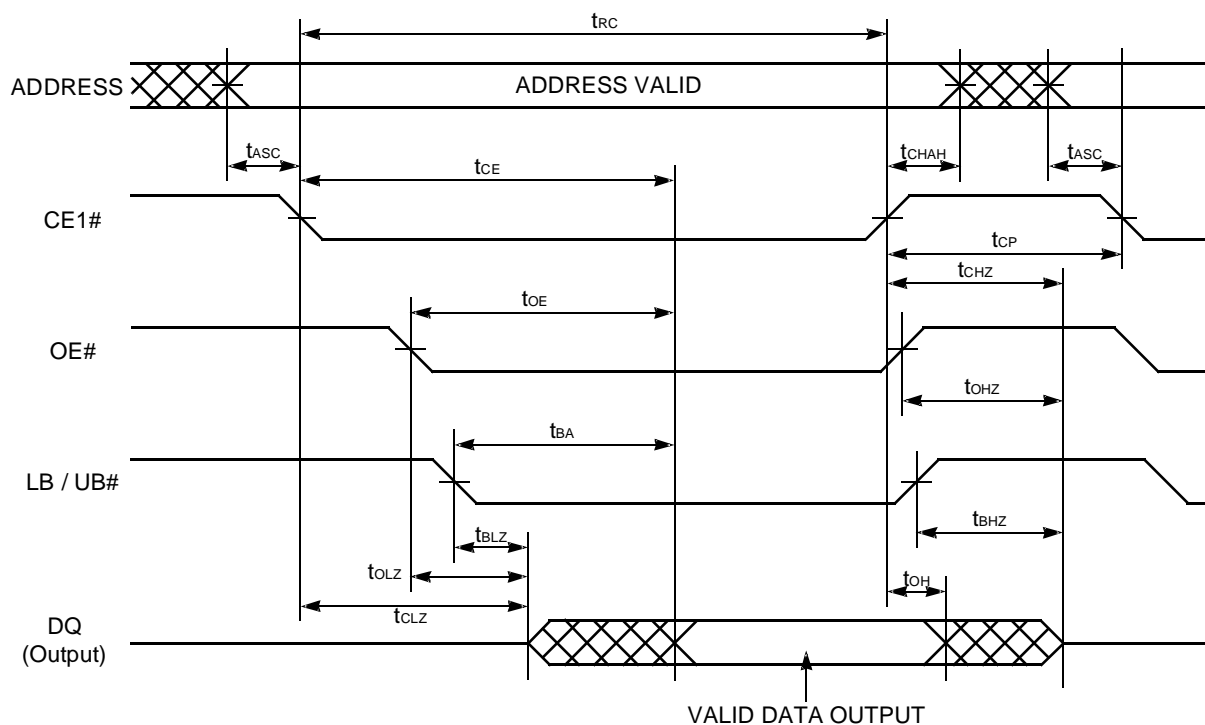 tRC
ADDRESS
ADDRESS VALID
tASC
tCE
tCHAH
tASC
CE1#
tCP
tCHZ
tOE
OE#
tOHZ
tBA
LB / UB#
tBLZ
tBHZ
tOLZ
tOH
tCLZ
DQ
(Output)
VALID DATA OUTPUT